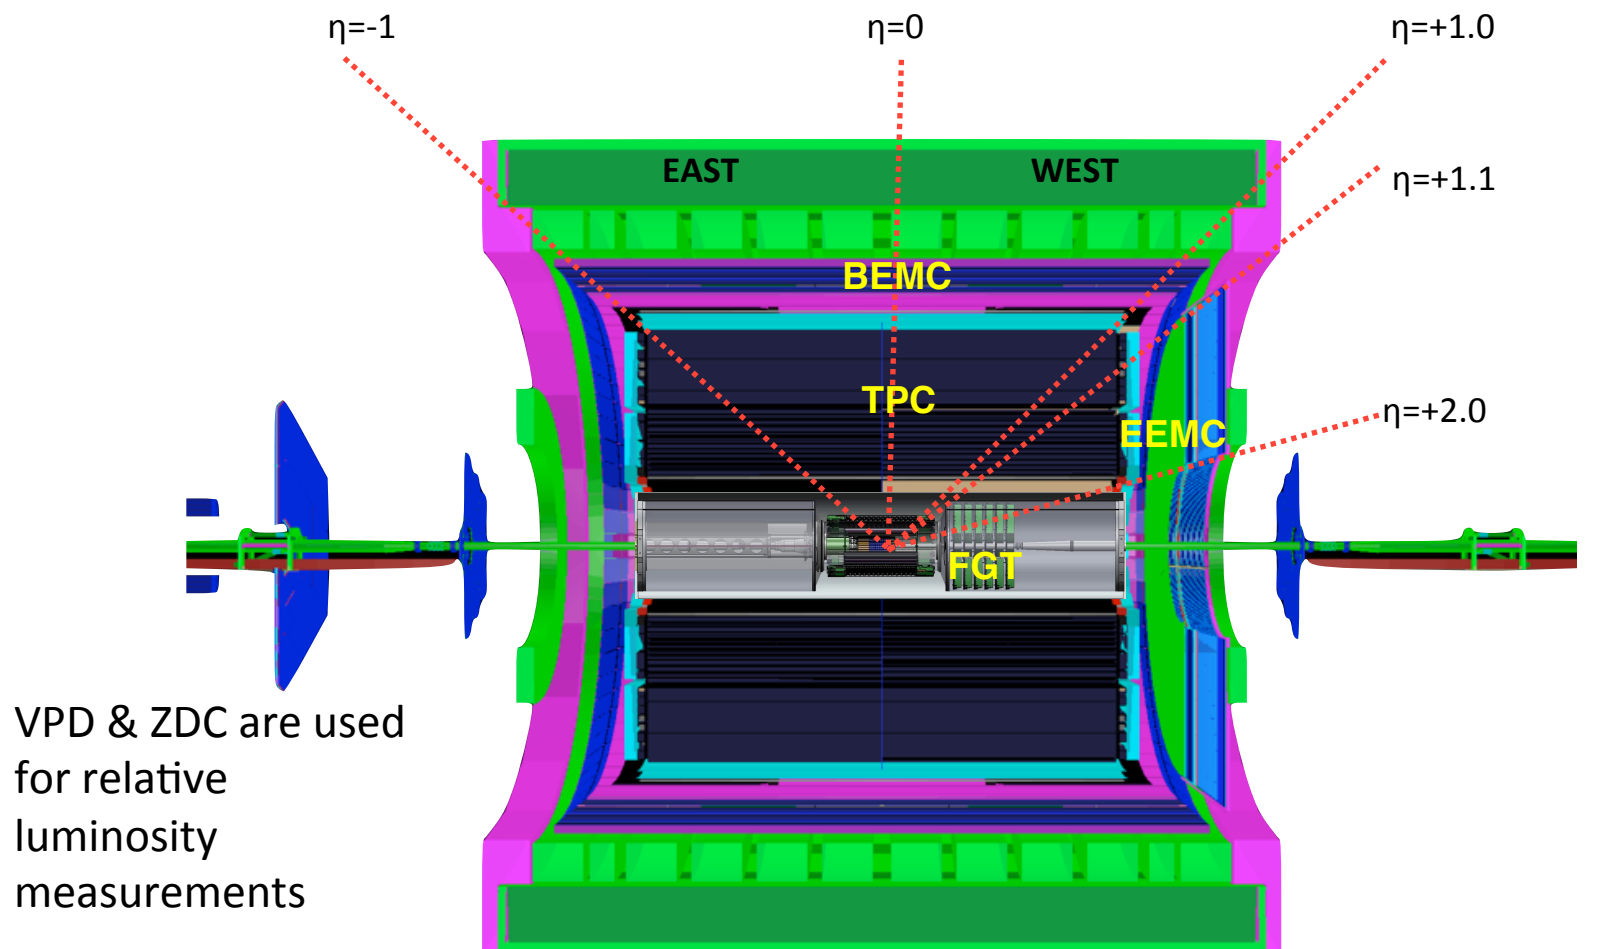 η=-1
η=0
η=+1.0
EAST
WEST
η=+1.1
BEMC
TPC
η=+2.0
EEMC
FGT
VPD & ZDC are used
for relative
luminosity
measurements